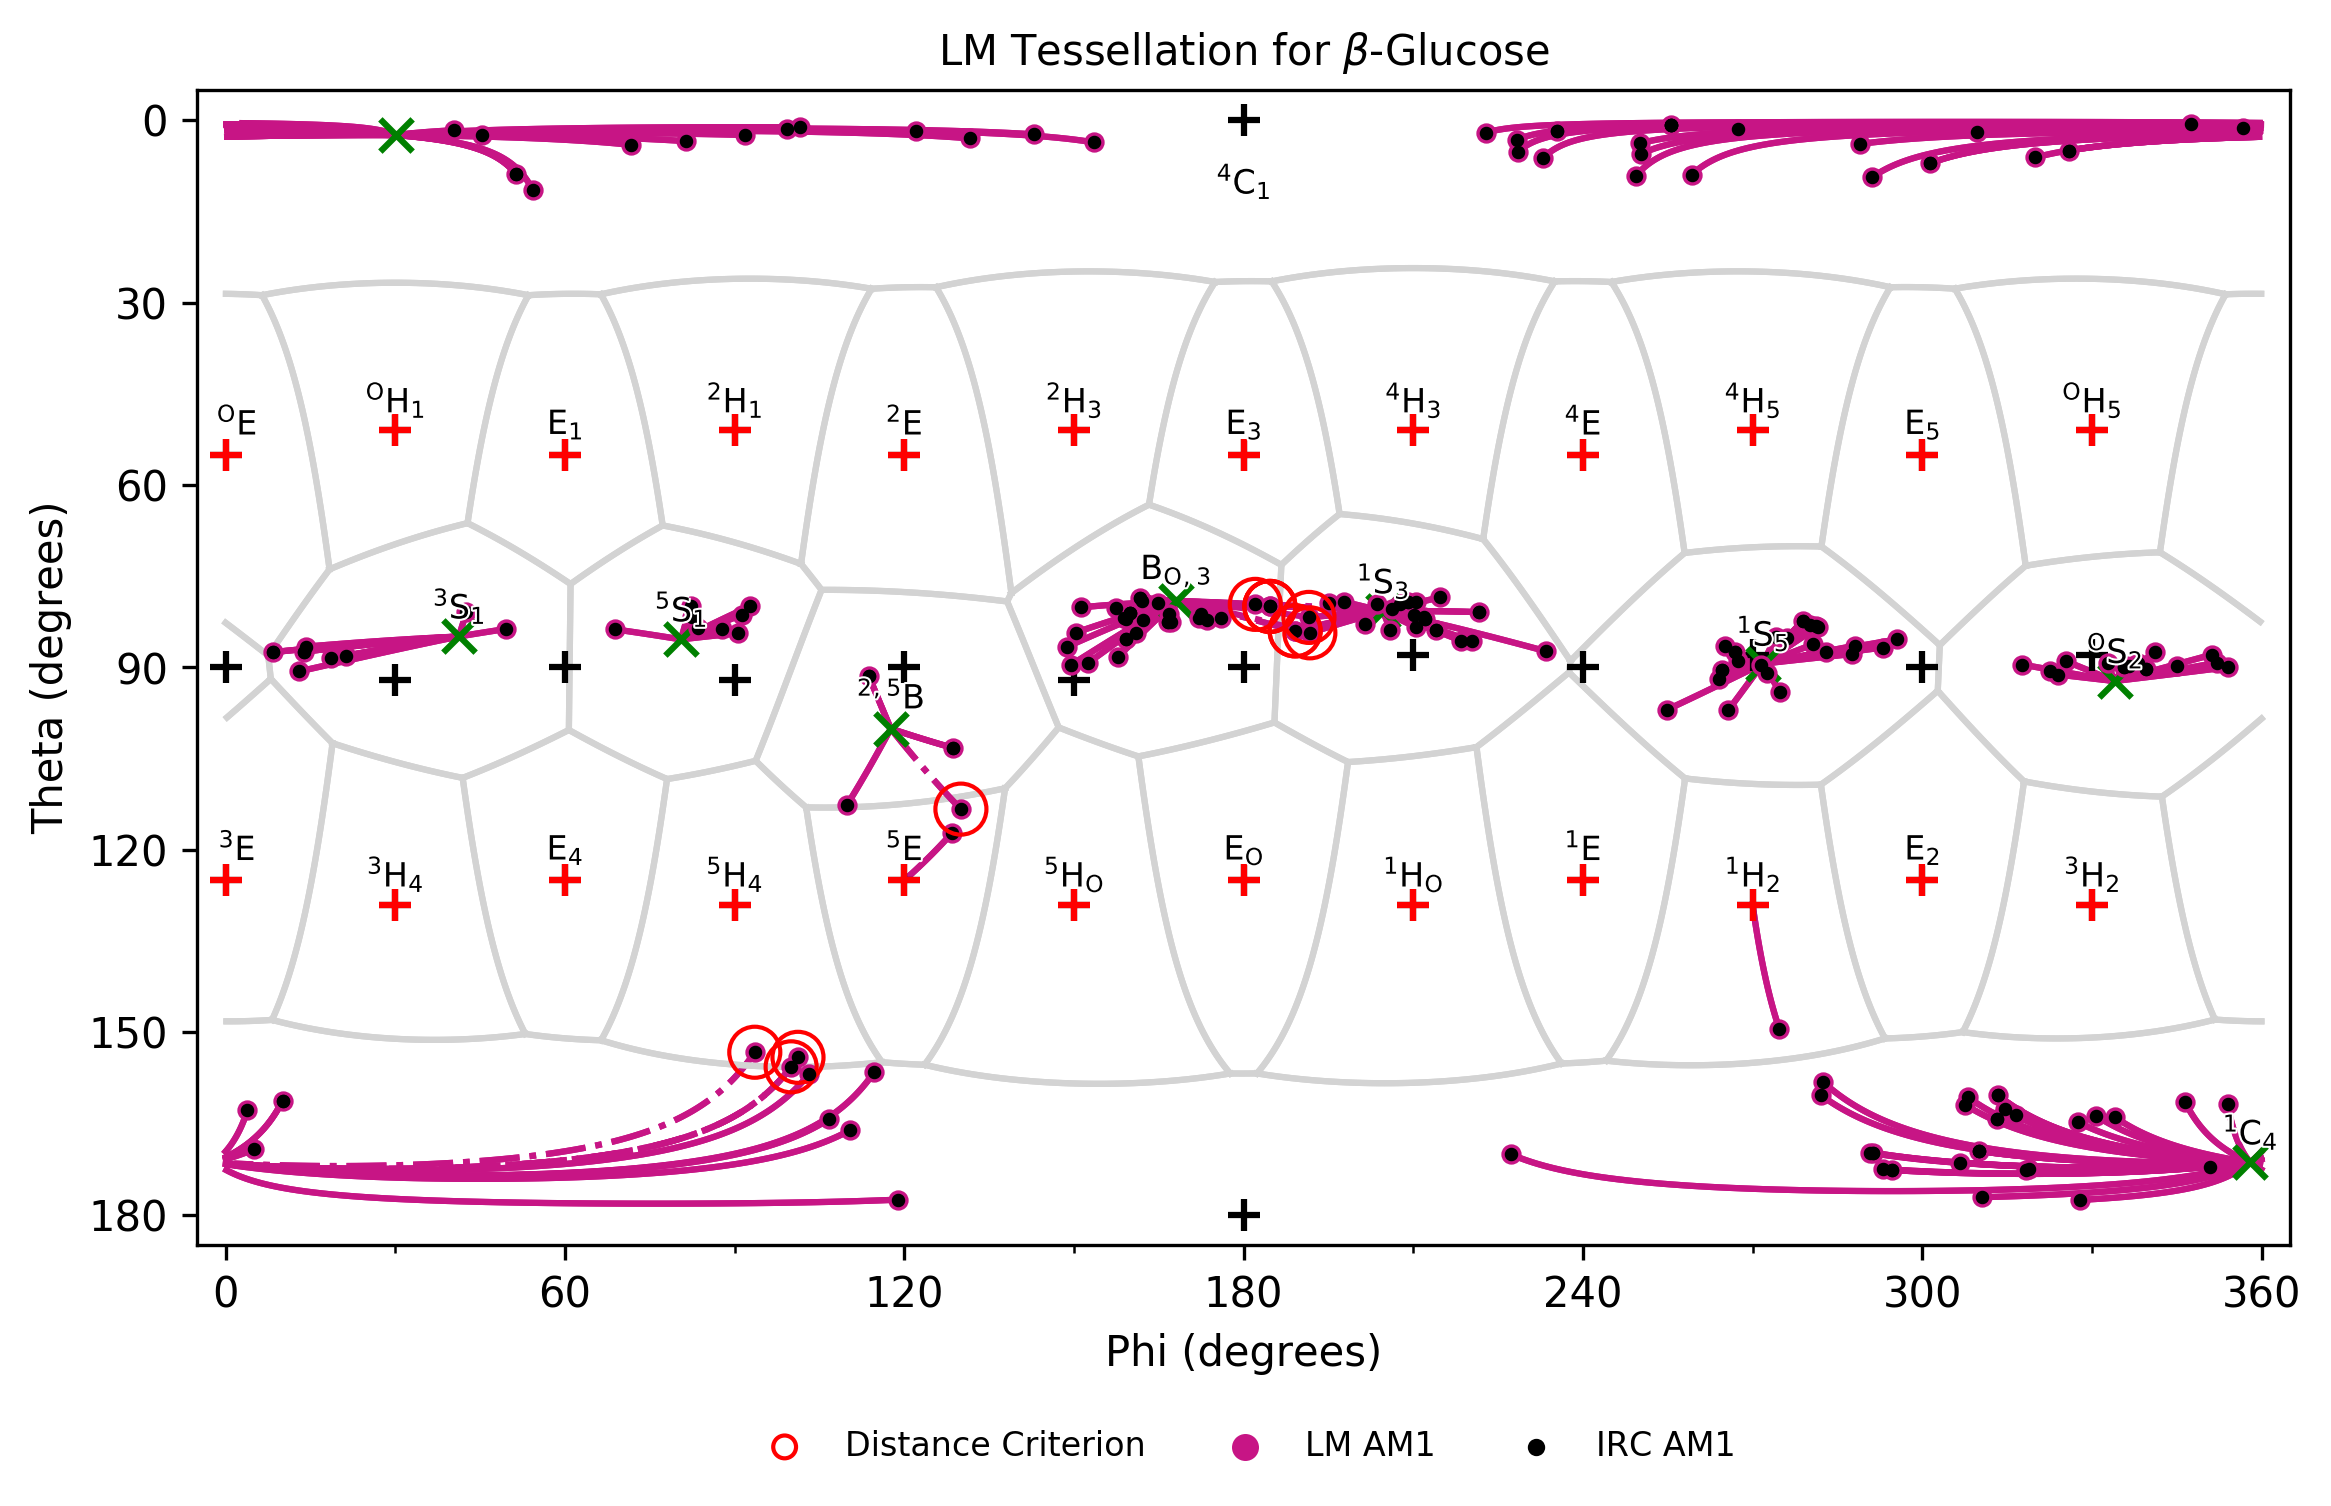 LM Tessellation for β-Glucose
Theta (degrees)
0
30
60
90
120
150
180
⁴C₁
ᴼE
ᴼH₁
E₁
²H₁
²E
²H₃
E₃
⁴H₃
⁴E
⁴H₅
E₅
ᴼH₅
³S₁
⁵S₁
²,⁵B
B_O,₃
¹S₃
¹S₅
ᴼS₂
³E
³H₄
E₄
⁵H₄
⁵E
⁵H_O
E_O
¹H_O
¹E
¹H₂
E₂
³H₂
¹C₄
0 60 120 180 240 300 360
Phi (degrees)
Distance Criterion LM AM1 IRC AM1